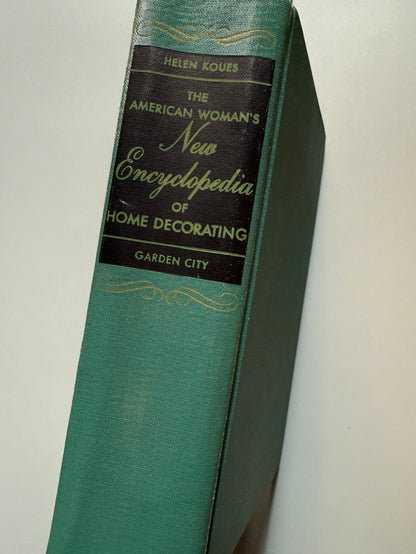 HELEN KOUES
THE
AMERICAN WOMAN'S
New
Encyclopedia
OF
HOME DECORATING
GARDEN CITY